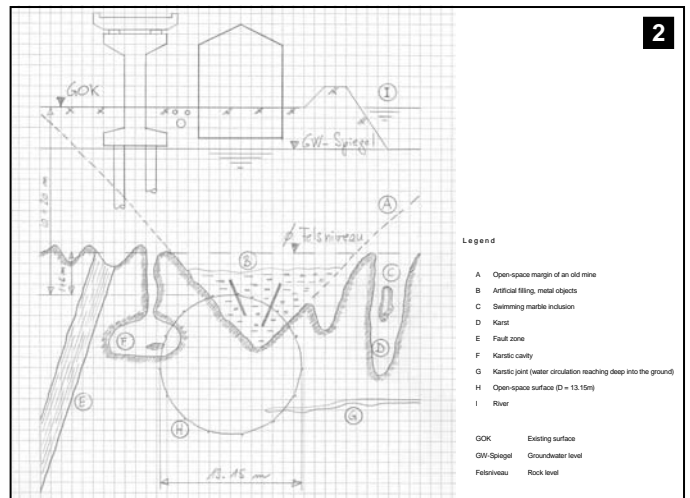 2
GOK
I
GW-Spiegel
A
Felsniveau
B
C
F
D
E
G
H
13.15 m
Legend
A Open-space margin of an old mine
B Artificial filling, metal objects
C Swimming marble inclusion
D Karst
E Fault zone
F Karstic cavity
G Karstic joint (water circulation reaching deep into the ground)
H Open-space surface (D = 13.15m)
I River
GOK Existing surface
GW-Spiegel Groundwater level
Felsniveau Rock level